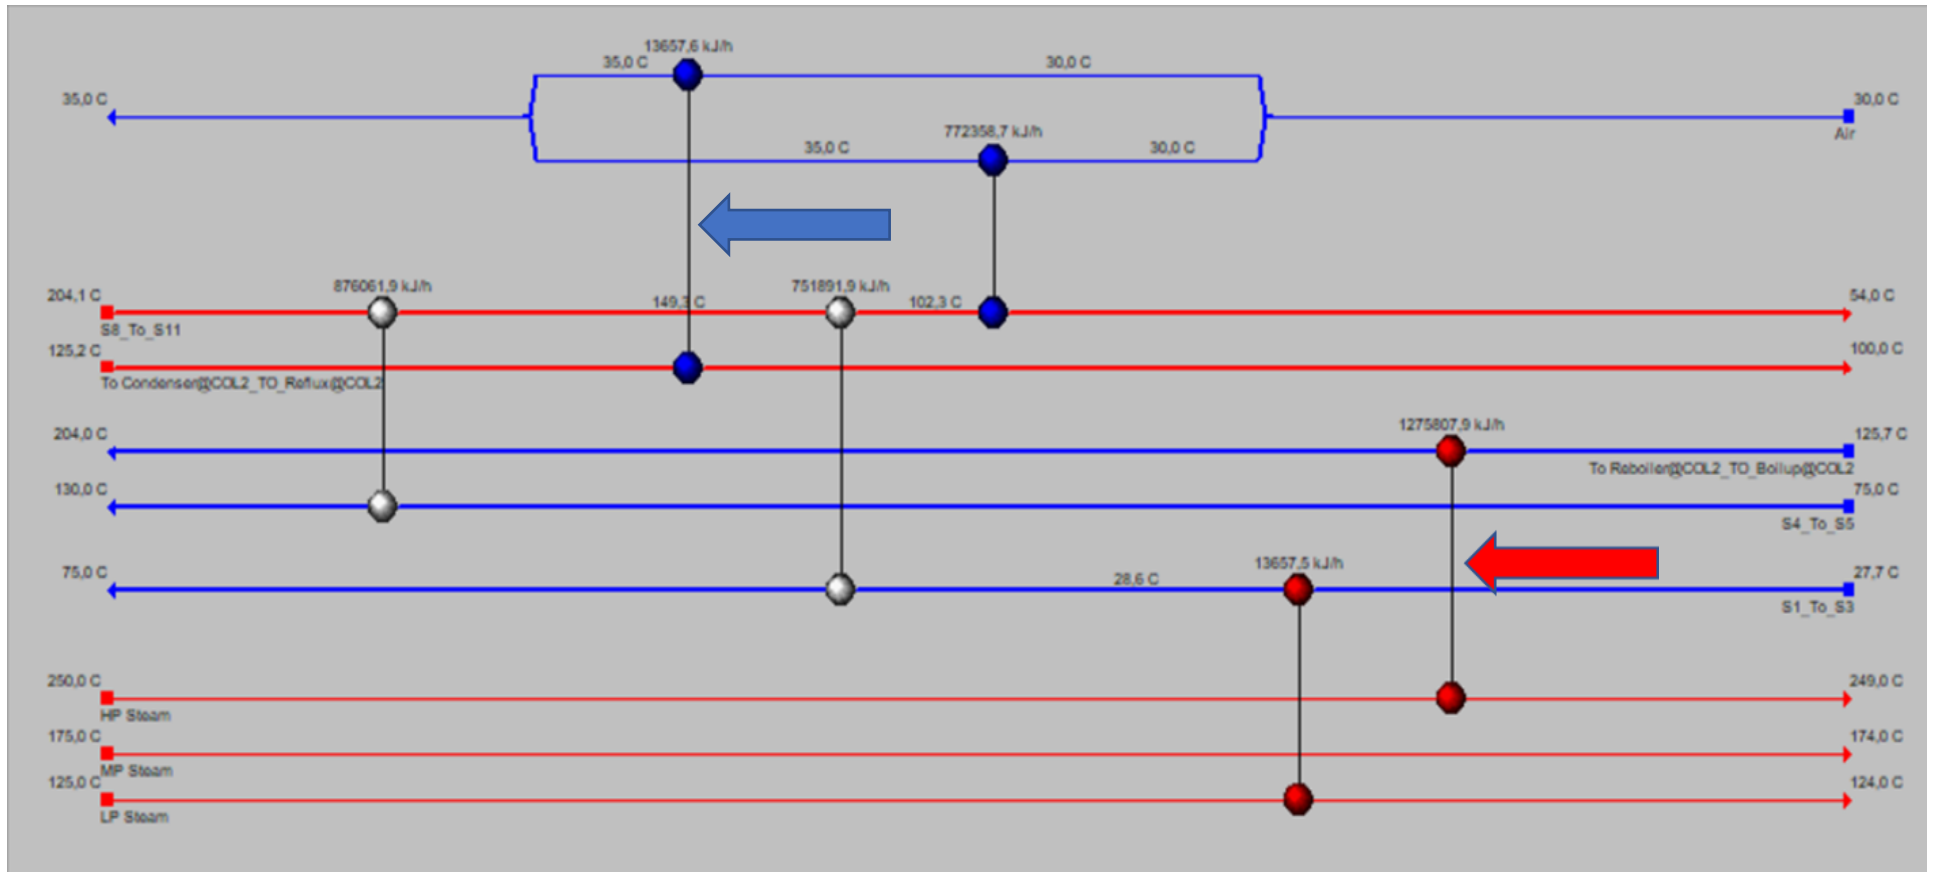 13657,6 kJ/h
35,0 C 30,0 C
35,0 C 30,0 C
Air
772358,7 kJ/h
35,0 C 30,0 C
204,1 C 876061,9 kJ/h 149,3 C 751891,9 kJ/h 102,3 C 54,0 C
S8_To_S11
125,2 C 100,0 C
To Condenser@COL2_TO_Reflux@COL2
204,0 C 1275807,9 kJ/h 125,7 C
To Reboiler@COL2_TO_Boilup@COL2
130,0 C 75,0 C
S4_To_S5
75,0 C 28,6 C 13657,5 kJ/h 27,7 C
S1_To_S3
250,0 C 249,0 C
HP Steam
175,0 C 174,0 C
MP Steam
125,0 C 124,0 C
LP Steam